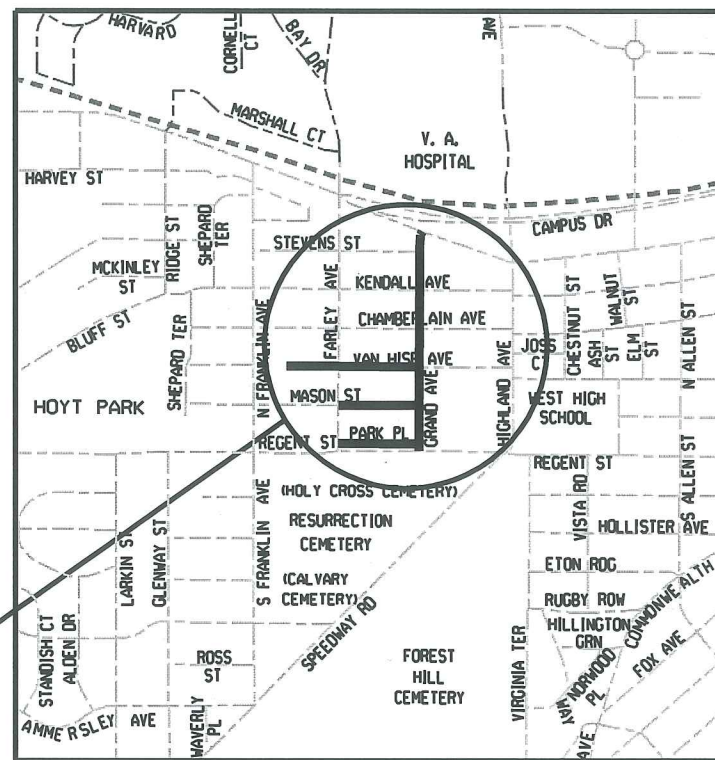 HARVARD
CORNELL
CT
BAY DR
AVE
MARSHALL CT
V. A.
HOSPITAL
HARVEY ST
CAMPUS DR
STEVENS ST
RIDGE ST
SHEPARD
TER
MCKINLEY
ST
FARLEY AVE
KENDALL AVE
CHESTNUT ST
WALNUT
ST
BLUFF ST
CHAMBERLAIN AVE
SHEPARD TER
N FRANKLIN AVE
VAN HISE AVE
GRAND AVE
HIGHLAND AVE
JOSS
C
ASH
ST
ELM
ST
N ALLEN ST
HOYT PARK
MASON ST
WEST HIGH
SCHOOL
REGENT ST
PARK PL
REGENT ST
S ALLEN ST
(HOLY CROSS CEMETERY)
VISTA RD
S FRANKLIN AVE
RESURRECTION
CEMETERY
HOLLISTER AVE
LARKIN ST
GLENWAY ST
ETON RDG
(CALVARY
CEMETERY)
RUGBY ROW
COMMONWEALTH
HILLINGTON
GRN
SPEEDWAY RD
STANDISH CT
ALDEN DR
ROSS
ST
FOREST
HILL
CEMETERY
VIRGINIA TER
NORWOOD
PL
WAY
FOX AVE
AMMERSLEY AVE
WAVERLY
PL
AVE